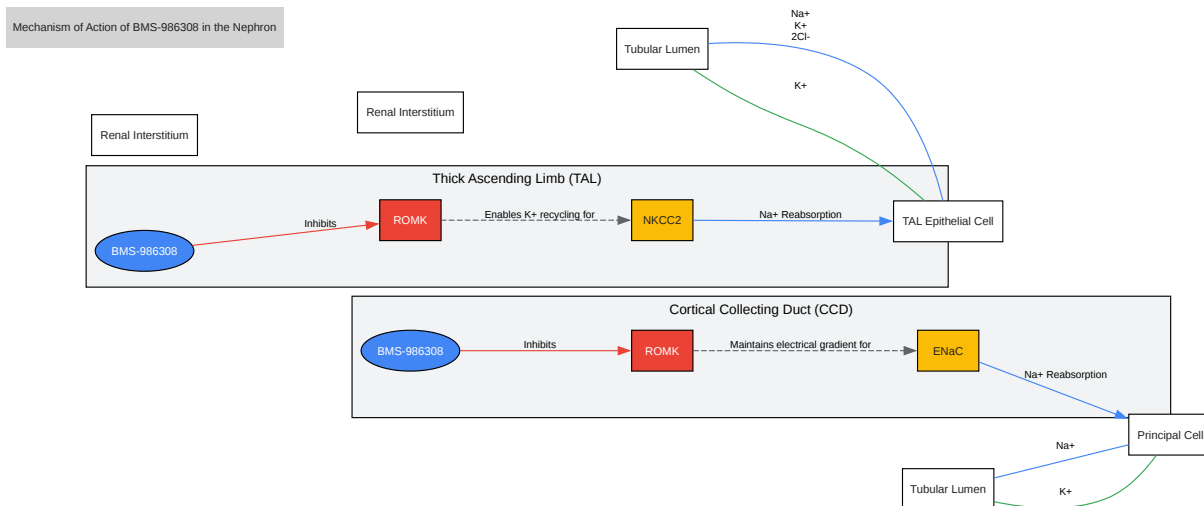 Mechanism of Action of BMS-986308 in the Nephron
Na+
K+
2Cl-
Tubular Lumen
K+
Renal Interstitium
Renal Interstitium
Thick Ascending Limb (TAL)
BMS-986308
Inhibits
ROMK
Enables K+ recycling for
NKCC2
Na+ Reabsorption
TAL Epithelial Cell
Cortical Collecting Duct (CCD)
BMS-986308
Inhibits
ROMK
Maintains electrical gradient for
ENaC
Na+ Reabsorption
Principal Cell
Na+
Tubular Lumen
K+